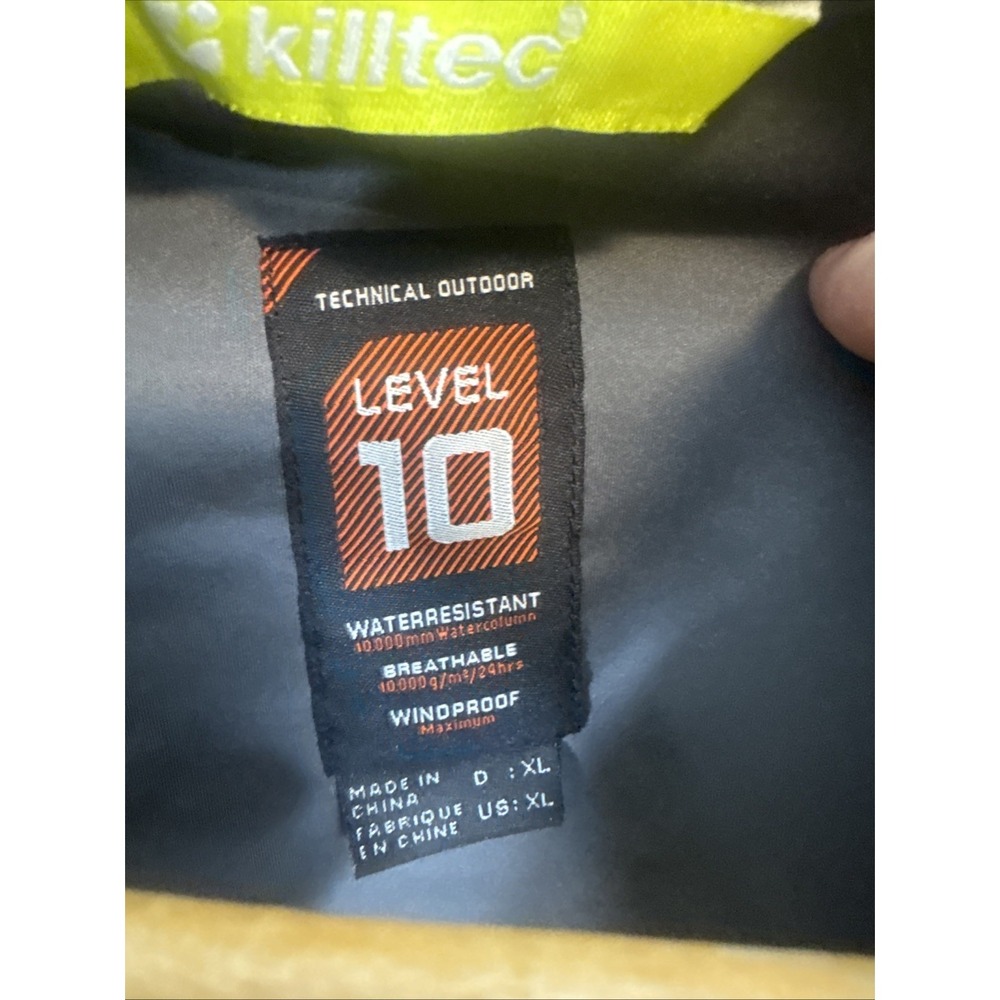 killtec®
TECHNICAL OUTDOOR
LEVEL
10
WATERRESISTANT
10.000mm Watercolumn
BREATHABLE
10.000g/m²/24hrs
WINDPROOF
Maximum
MADE IN CHINA D : XL
FABRIQUE EN CHINE US: XL